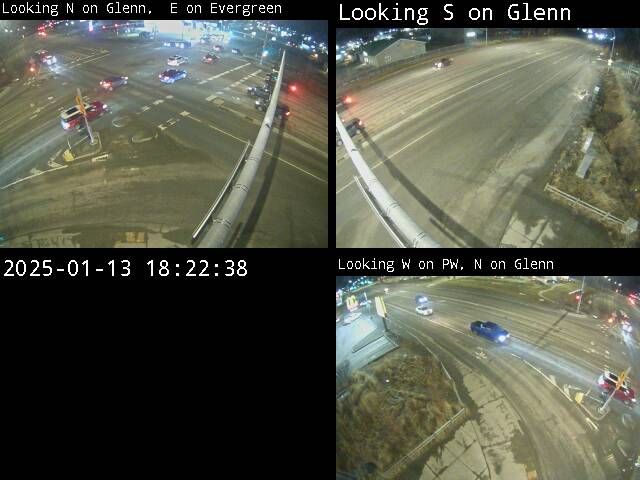 Looking N on Glenn,  E on Evergreen
Looking S on Glenn
2025-01-13 18:22:38
Looking W on PW, N on Glenn